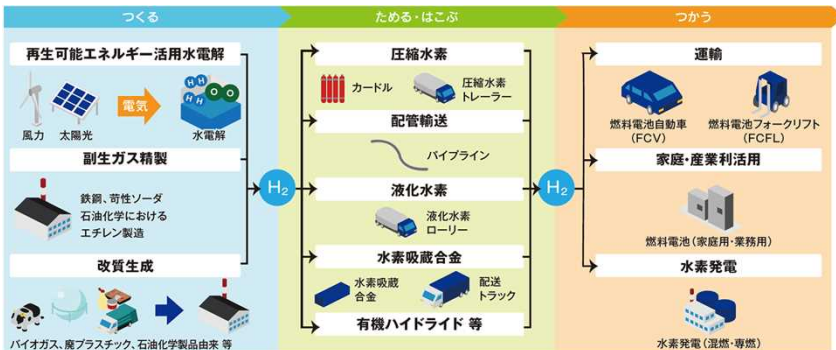 つくる
ためる・はこぶ
つかう
再生可能エネルギー活用水電解
風力
太陽光
電気
H H
H H
O O
水電解
副生ガス精製
鉄鋼、苛性ソーダ
石油化学における
エチレン製造
改質生成
バイオガス、廃プラスチック、石油化学製品由来 等
H₂
圧縮水素
カードル
圧縮水素
トレーラー
配管輸送
パイプライン
液化水素
液化水素
ローリー
水素吸蔵合金
水素吸蔵
合金
配送
トラック
有機ハイドライド 等
H₂
運輸
燃料電池自動車
(FCV)
燃料電池フォークリフト
(FCFL)
家庭・産業利活用
燃料電池(家庭用・業務用)
水素発電
水素発電(混燃・専燃)